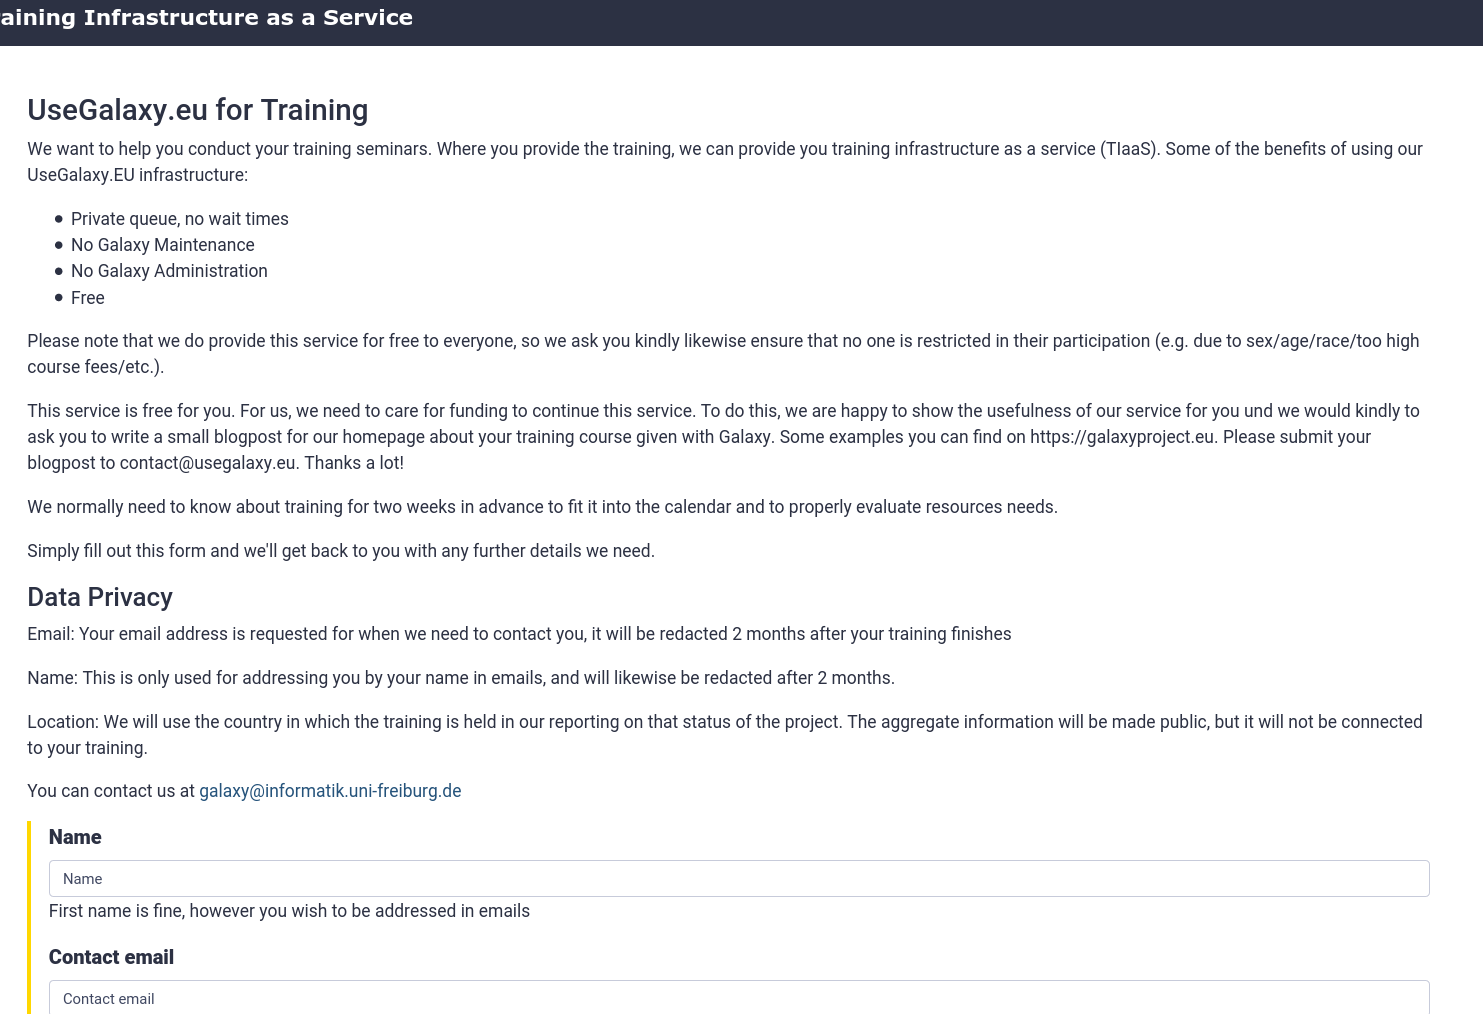 raining Infrastructure as a Service
UseGalaxy.eu for Training
We want to help you conduct your training seminars. Where you provide the training, we can provide you training infrastructure as a service (TIaaS). Some of the benefits of using our
UseGalaxy.EU infrastructure:
Private queue, no wait times
No Galaxy Maintenance
No Galaxy Administration
Free
Please note that we do provide this service for free to everyone, so we ask you kindly likewise ensure that no one is restricted in their participation (e.g. due to sex/age/race/too high
course fees/etc.).
This service is free for you. For us, we need to care for funding to continue this service. To do this, we are happy to show the usefulness of our service for you und we would kindly to
ask you to write a small blogpost for our homepage about your training course given with Galaxy. Some examples you can find on https://galaxyproject.eu. Please submit your
blogpost to contact@usegalaxy.eu. Thanks a lot!
We normally need to know about training for two weeks in advance to fit it into the calendar and to properly evaluate resources needs.
Simply fill out this form and we'll get back to you with any further details we need.
Data Privacy
Email: Your email address is requested for when we need to contact you, it will be redacted 2 months after your training finishes
Name: This is only used for addressing you by your name in emails, and will likewise be redacted after 2 months.
Location: We will use the country in which the training is held in our reporting on that status of the project. The aggregate information will be made public, but it will not be connected
to your training.
You can contact us at galaxy@informatik.uni-freiburg.de
Name
Name
First name is fine, however you wish to be addressed in emails
Contact email
Contact email